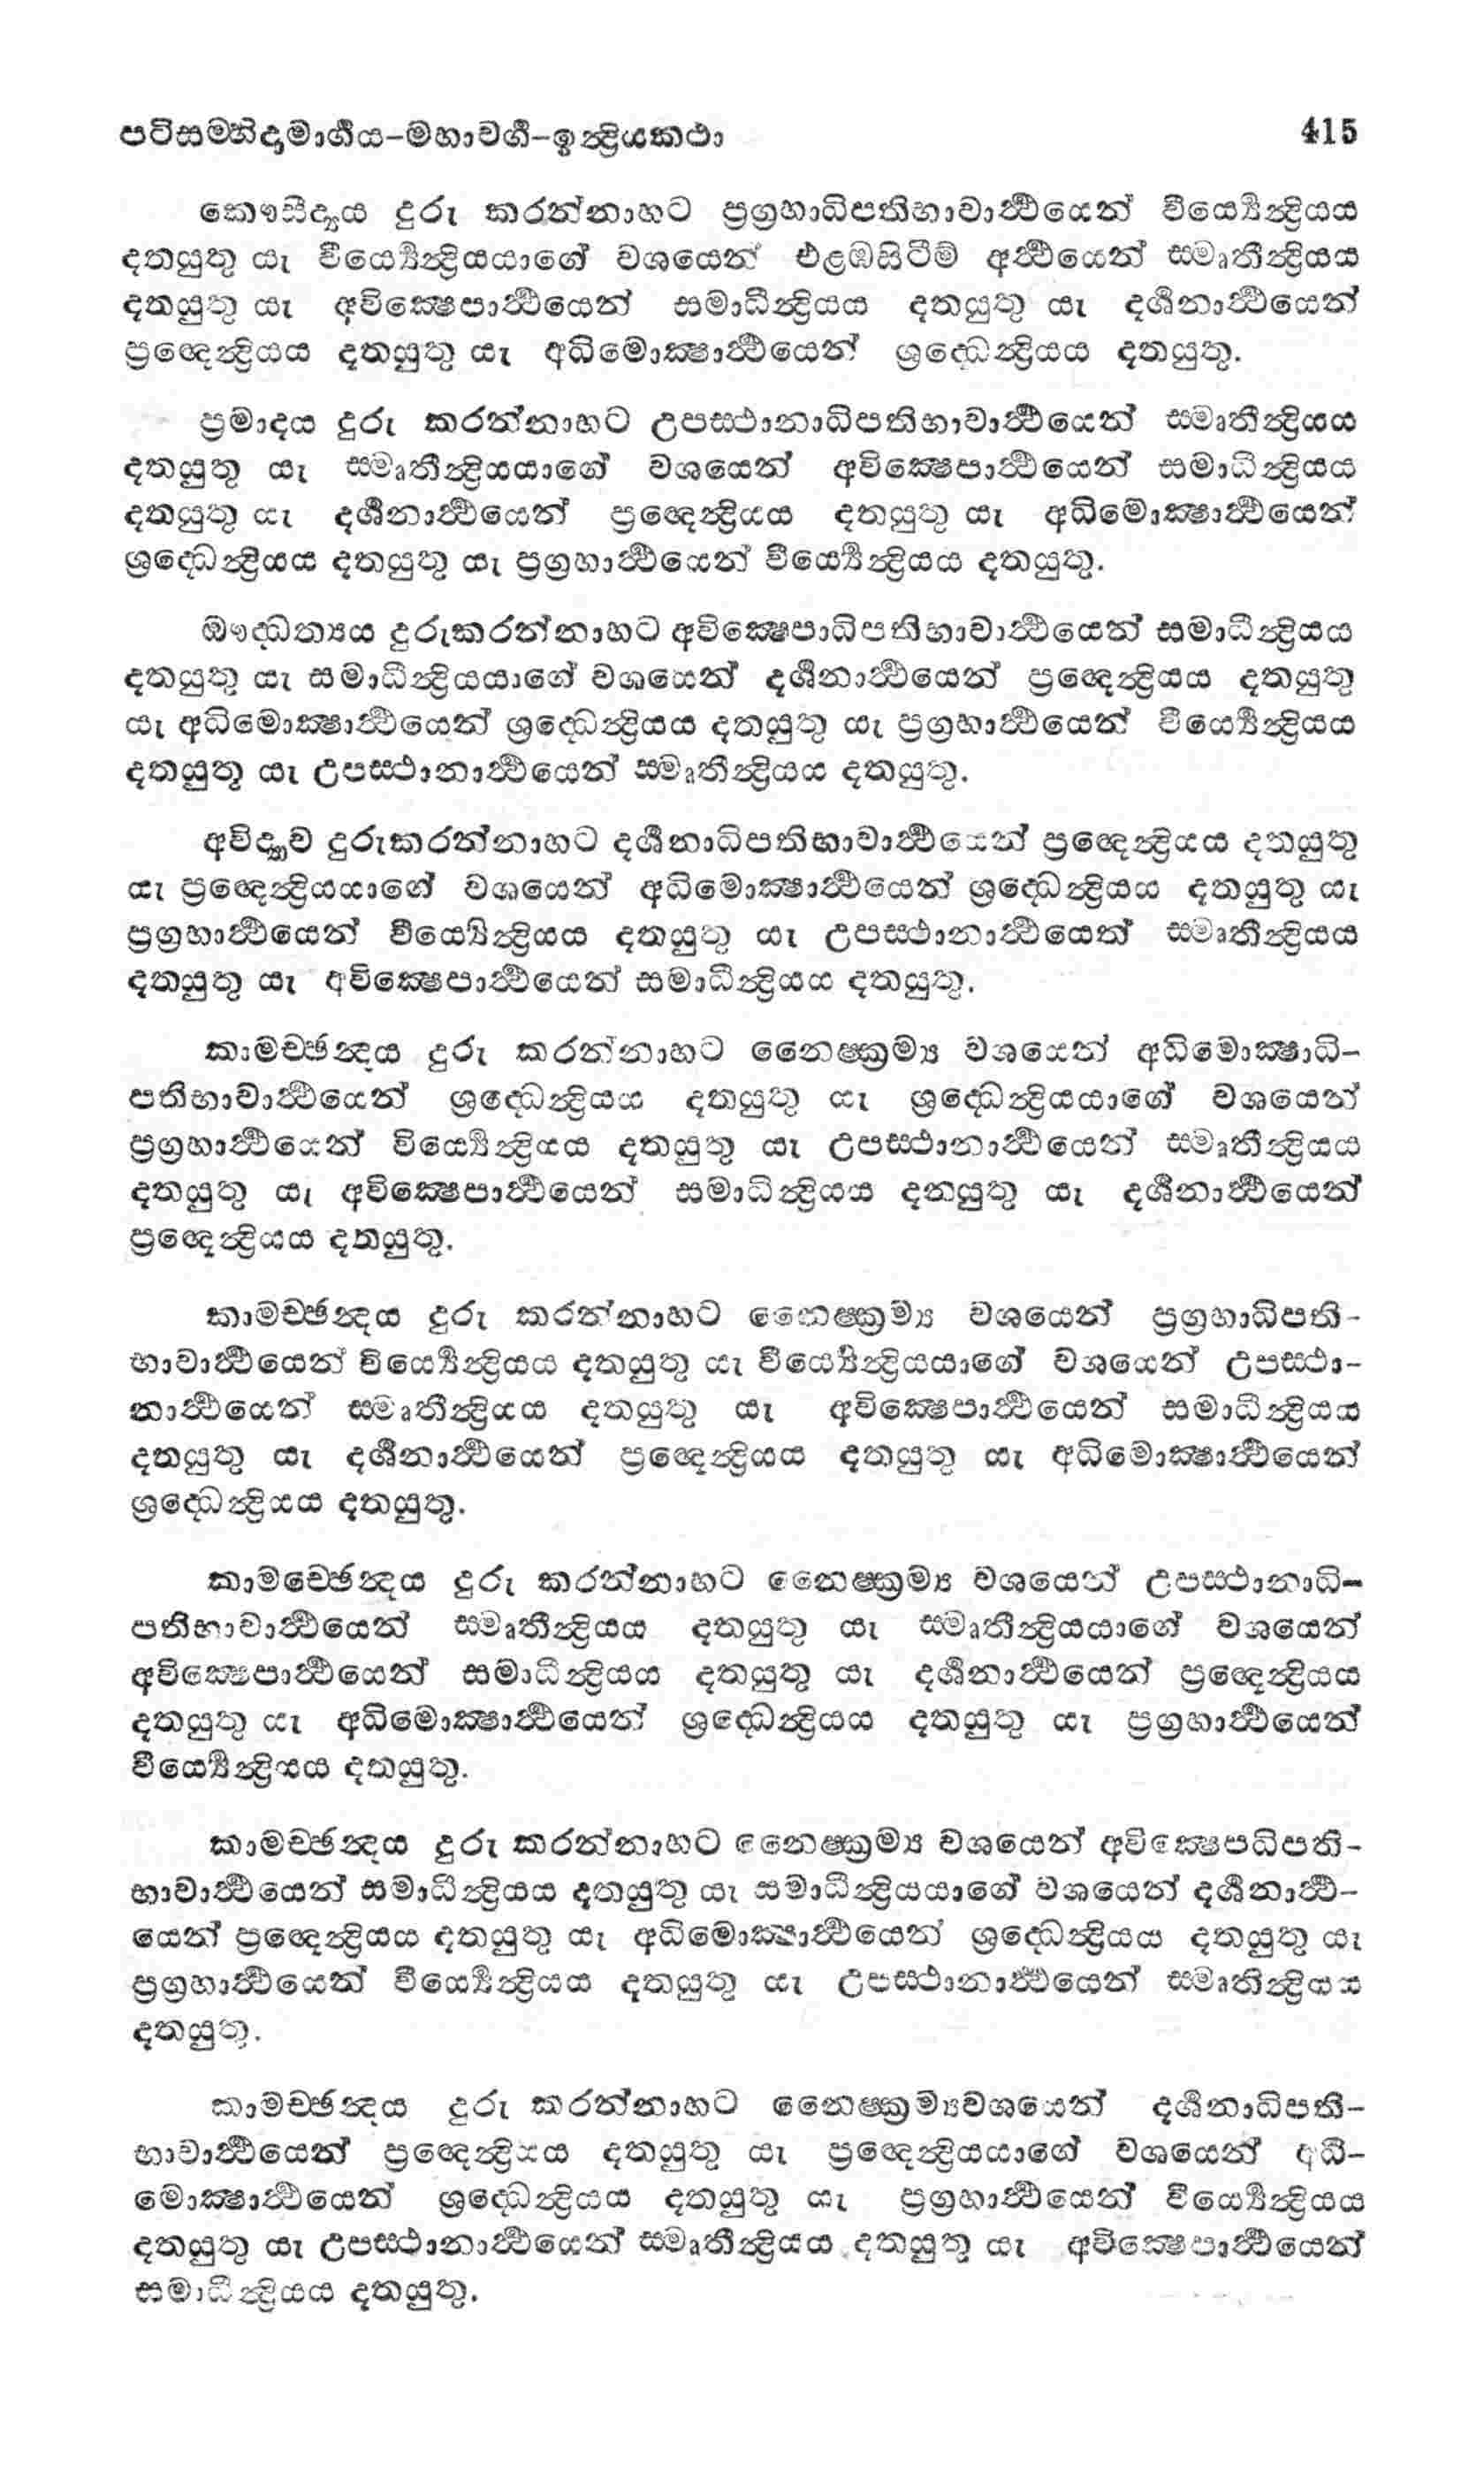 පටිසම්භිදාමාර්ගය-මහාවර්ග-ඉන්ද්‍රියකථා 415
කෞසීද්‍යය දුරු කරන්නාහට ප්‍රග්‍රහාධිපතිභාවාර්ථයෙන් වීර්‍ය්‍යෙන්ද්‍රියය
දතයුතු යැ වීර්‍ය්‍යෙන්ද්‍රියයාගේ වශයෙන් එළඹසිටීම් අර්ථයෙන් සමෘතීන්ද්‍රියය
දතයුතු යැ අවික්‍ෂෙපාර්ථයෙන් සමාධීන්ද්‍රියය දතයුතු යැ දර්ශනාර්ථයෙන්
ප්‍රඥෙන්ද්‍රියය දතයුතු යැ අධිමොක්‍ෂාර්ථයෙන් ශ්‍රද්ධෙන්ද්‍රියය දතයුතු.
ප්‍රමාදය දුරු කරන්නාහට උපස්ථානාධිපතිභාවාර්ථයෙන් සමෘතීන්ද්‍රියය
දතයුතු යැ සමෘතීන්ද්‍රියයාගේ වශයෙන් අවික්‍ෂෙපාර්ථයෙන් සමාධීන්ද්‍රියය
දතයුතු යැ දර්ශනාර්ථයෙන් ප්‍රඥෙන්ද්‍රියය දතයුතු යැ අධිමොක්‍ෂාර්ථයෙන්
ශ්‍රද්ධෙන්ද්‍රියය දතයුතු යැ ප්‍රග්‍රහාර්ථයෙන් වීර්‍ය්‍යෙන්ද්‍රියය දතයුතු.
ඖද්ධත්‍යය දුරුකරන්නාහට අවික්‍ෂෙපාධිපතිභාවාර්ථයෙන් සමාධීන්ද්‍රියය
දතයුතු යැ සමාධීන්ද්‍රියයාගේ වශයෙන් දර්ශනාර්ථයෙන් ප්‍රඥෙන්ද්‍රියය දතයුතු
යැ අධිමොක්‍ෂාර්ථයෙන් ශ්‍රද්ධෙන්ද්‍රියය දතයුතු යැ ප්‍රග්‍රහාර්ථයෙන් වීර්‍ය්‍යෙන්ද්‍රියය
දතයුතු යැ උපස්ථානාර්ථයෙන් සමෘතීන්ද්‍රියය දතයුතු.
අවිද්‍යාව දුරුකරන්නාහට දර්ශනාධිපතිභාවාර්ථයෙන් ප්‍රඥෙන්ද්‍රියය දතයුතු
යැ ප්‍රඥෙන්ද්‍රියයාගේ වශයෙන් අධිමොක්‍ෂාර්ථයෙන් ශ්‍රද්ධෙන්ද්‍රියය දතයුතු යැ
ප්‍රග්‍රහාර්ථයෙන් වීර්‍ය්‍යෙන්ද්‍රියය දතයුතු යැ උපස්ථානාර්ථයෙන් සමෘතීන්ද්‍රියය
දතයුතු යැ අවික්‍ෂෙපාර්ථයෙන් සමාධීන්ද්‍රියය දතයුතු.
කාමච්ඡන්දය දුරු කරන්නාහට නෛෂ්ක්‍රම්‍ය වශයෙන් අධිමොක්‍ෂාධි-
පතිභාවාර්ථයෙන් ශ්‍රද්ධෙන්ද්‍රියය දතයුතු යැ ශ්‍රද්ධෙන්ද්‍රියයාගේ වශයෙන්
ප්‍රග්‍රහාර්ථයෙන් විර්‍ය්‍යෙන්ද්‍රියය දතයුතු යැ උපස්ථානාර්ථයෙන් සමෘතීන්ද්‍රියය
දතයුතු යැ අවික්‍ෂෙපාර්ථයෙන් සමාධින්ද්‍රියය දතයුතු යැ දර්ශනාර්ථයෙන්
ප්‍රඥෙන්ද්‍රියය දතයුතු.
කාමච්ඡන්දය දුරු කරන්නාහට නෛෂ්ක්‍රම්‍ය වශයෙන් ප්‍රග්‍රහාධිපති-
භාවාර්ථයෙන් විර්‍ය්‍යෙන්ද්‍රියය දතයුතු යැ වීර්‍ය්‍යෙන්ද්‍රියයාගේ වශයෙන් උපස්ථා-
නාර්ථයෙන් සමෘතීන්ද්‍රියය දතයුතු යැ අවික්‍ෂෙපාර්ථයෙන් සමාධීන්ද්‍රියය
දතයුතු යැ දර්ශනාර්ථයෙන් ප්‍රඥෙන්ද්‍රියය දතයුතු යැ අධිමොක්‍ෂාර්ථයෙන්
ශ්‍රද්ධෙන්ද්‍රියය දතයුතු.
කාමච්ඡෙන්දය දුරු කරන්නාහට නෛෂ්ක්‍රම්‍ය වශයෙන් උපස්ථානාධි-
පතිභාවාර්ථයෙන් සමෘතීන්ද්‍රියය දතයුතු යැ සමෘතීන්ද්‍රියයාගේ වශයෙන්
අවික්‍ෂෙපාර්ථයෙන් සමාධීන්ද්‍රියය දතයුතු යැ දර්ශනාර්ථයෙන් ප්‍රඥෙන්ද්‍රියය
දතයුතු යැ අධිමොක්‍ෂාර්ථයෙන් ශ්‍රද්ධෙන්ද්‍රියය දතයුතු යැ ප්‍රග්‍රහාර්ථයෙන්
වීර්‍ය්‍යෙන්ද්‍රියය දතයුතු.
කාමච්ඡන්දය දුරු කරන්නාහට නෛෂ්ක්‍රම්‍ය වශයෙන් අවික්‍ෂෙපධිපති-
භාවාර්ථයෙන් සමාධීන්ද්‍රියය දතයුතු යැ සමාධීන්ද්‍රියයාගේ වශයෙන් දර්ශනාර්ථ-
යෙන් ප්‍රඥෙන්ද්‍රියය දතයුතු යැ අධිමොක්‍ෂාර්ථයෙන් ශ්‍රද්ධෙන්ද්‍රියය දතයුතු යැ
ප්‍රග්‍රහාර්ථයෙන් වීර්‍ය්‍යෙන්ද්‍රියය දතයුතු යැ උපස්ථානාර්ථයෙන් සමෘතින්ද්‍රියය
දතයුතු.
කාමච්ඡන්දය දුරු කරන්නාහට නෛෂ්ක්‍රම්‍යවශයෙන් දර්ශනාධිපති-
භාවාර්ථයෙන් ප්‍රඥෙන්ද්‍රියය දතයුතු යැ ප්‍රඥෙන්ද්‍රියයාගේ වශයෙන් අධි-
මොක්‍ෂාර්ථයෙන් ශ්‍රද්ධෙන්ද්‍රියය දතයුතු යැ ප්‍රග්‍රහාර්ථයෙන් වීර්‍ය්‍යෙන්ද්‍රියය
දතයුතු යැ උපස්ථානාර්ථයෙන් සමෘතීන්ද්‍රියය දතයුතු යැ අවික්‍ෂෙපාර්ථයෙන්
සමාධීන්ද්‍රියය දතයුතු.